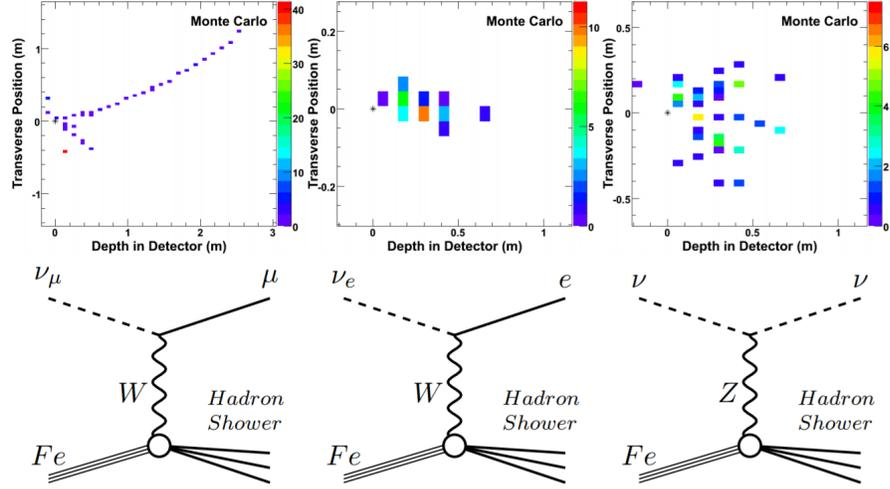 Monte Carlo
Transverse Position (m)
1
0
-1
0
1
2
3
Depth in Detector (m)
40
30
20
10
0
Monte Carlo
Transverse Position (m)
0.2
0
-0.2
0
0.5
1
Depth in Detector (m)
10
5
0
Monte Carlo
Transverse Position (m)
0.5
0
-0.5
0
0.5
1
Depth in Detector (m)
6
4
2
0
νμ
μ
W
Hadron
Shower
Fe
νe
e
W
Hadron
Shower
Fe
ν
ν
Z
Hadron
Shower
Fe